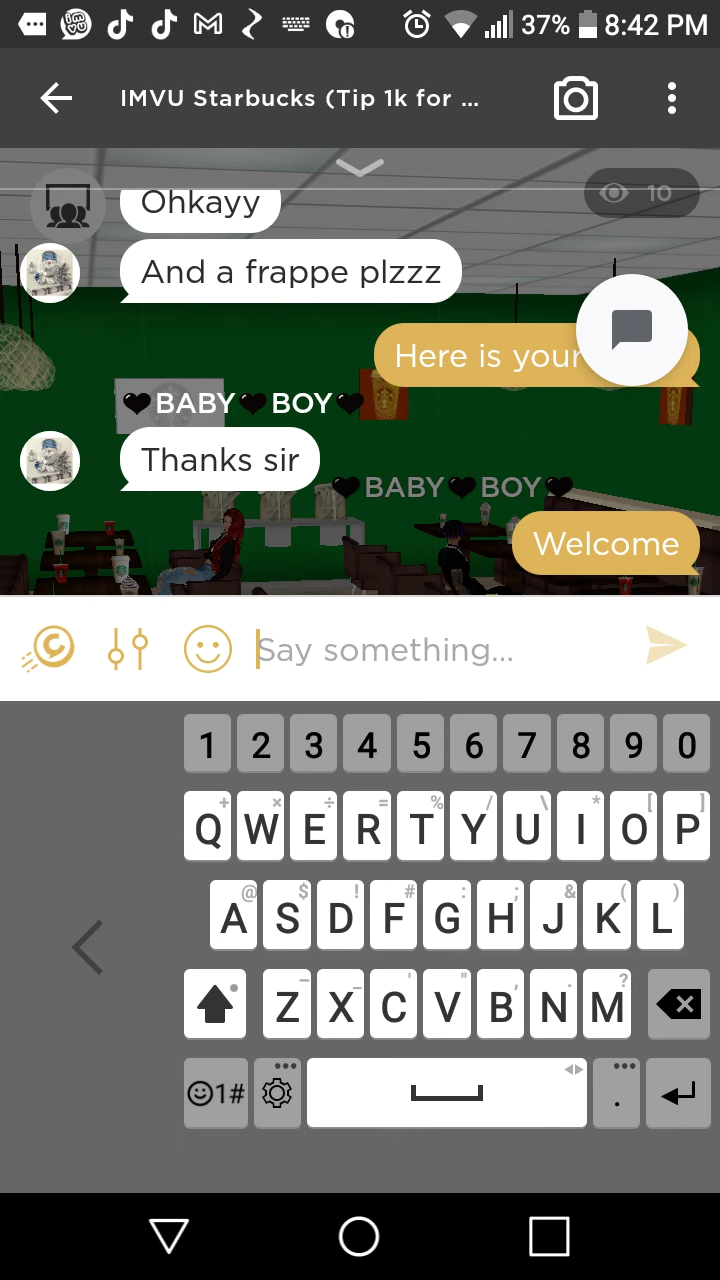 37% 8:42 PM
IMVU Starbucks (Tip 1k for ...
10
Ohkayy
And a frappe plzzz
Here is your
🖤BABY🖤BOY🖤
Thanks sir
🖤BABY🖤BOY🖤
Welcome
Say something...
1 2 3 4 5 6 7 8 9 0
+ × ÷ = % / \ * [ ]
Q W E R T Y U I O P
@ $ ! # : ; & ( )
A S D F G H J K L
– _ ' " , . ?
Z X C V B N M
1# .